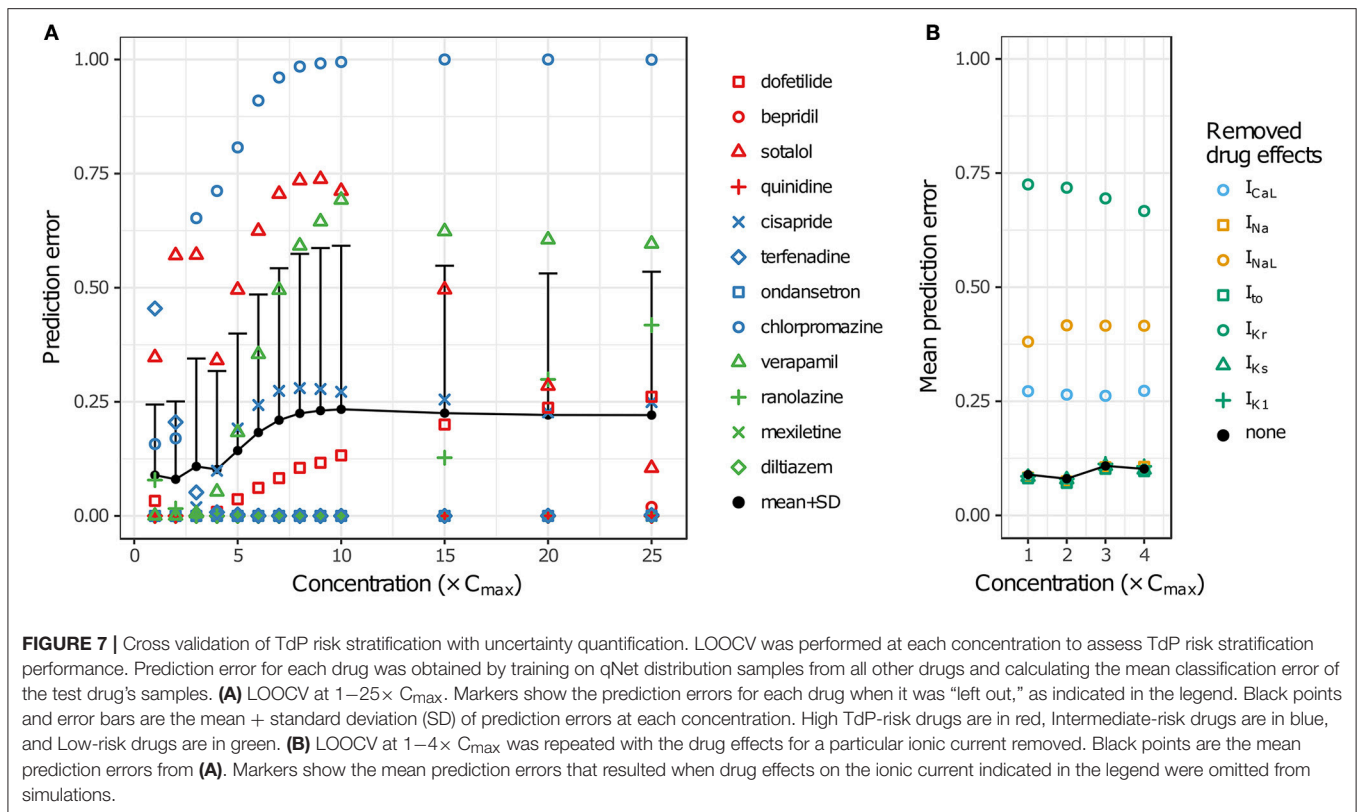 A
Prediction error
1.00
0.75
0.50
0.25
0.00
0
5
10
15
20
25
Concentration (× Cmax)
dofetilide
bepridil
sotalol
quinidine
cisapride
terfenadine
ondansetron
chlorpromazine
verapamil
ranolazine
mexiletine
diltiazem
mean+SD
B
Mean prediction error
1.00
0.75
0.50
0.25
0.00
1
2
3
4
Concentration (× Cmax)
Removed
drug effects
ICaL
INa
INaL
Ito
IKr
IKs
IK1
none
FIGURE 7 | Cross validation of TdP risk stratification with uncertainty quantification. LOOCV was performed at each concentration to assess TdP risk stratification
performance. Prediction error for each drug was obtained by training on qNet distribution samples from all other drugs and calculating the mean classification error of
the test drug's samples. (A) LOOCV at 1–25× Cmax. Markers show the prediction errors for each drug when it was "left out," as indicated in the legend. Black points
and error bars are the mean + standard deviation (SD) of prediction errors at each concentration. High TdP-risk drugs are in red, Intermediate-risk drugs are in blue,
and Low-risk drugs are in green. (B) LOOCV at 1–4× Cmax was repeated with the drug effects for a particular ionic current removed. Black points are the mean
prediction errors from (A). Markers show the mean prediction errors that resulted when drug effects on the ionic current indicated in the legend were omitted from
simulations.